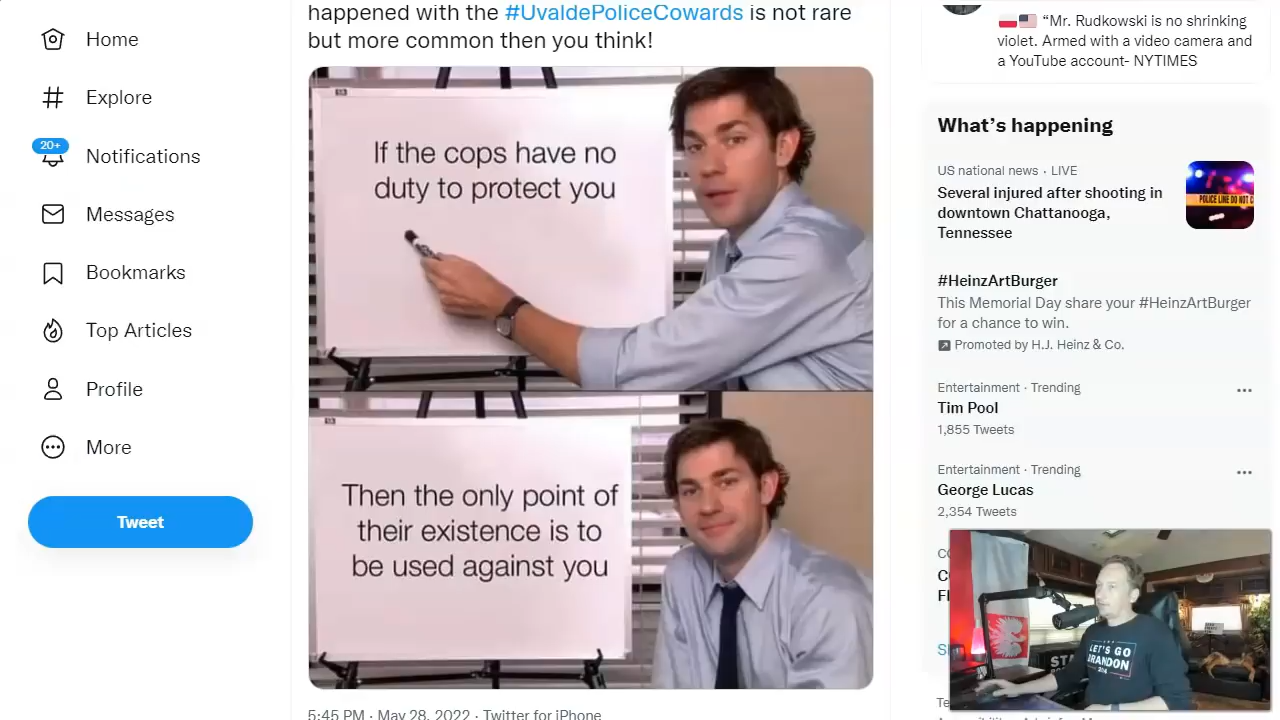 happened with the #UvaldePoliceCowards is not rare
but more common then you think!
Home
Explore
20+
Notifications
Messages
Bookmarks
Top Articles
Profile
More
Tweet
If the cops have no
duty to protect you
Then the only point of
their existence is to
be used against you
5:45 PM · May 28, 2022 · Twitter for iPhone
“Mr. Rudkowski is no shrinking
violet. Armed with a video camera and
a YouTube account- NYTIMES
What’s happening
US national news · LIVE
Several injured after shooting in
downtown Chattanooga,
Tennessee
POLICE LINE DO NOT C
#HeinzArtBurger
This Memorial Day share your #HeinzArtBurger
for a chance to win.
Promoted by H.J. Heinz & Co.
Entertainment · Trending
Tim Pool
1,855 Tweets
Entertainment · Trending
George Lucas
2,354 Tweets
LET'S GO
BRANDON